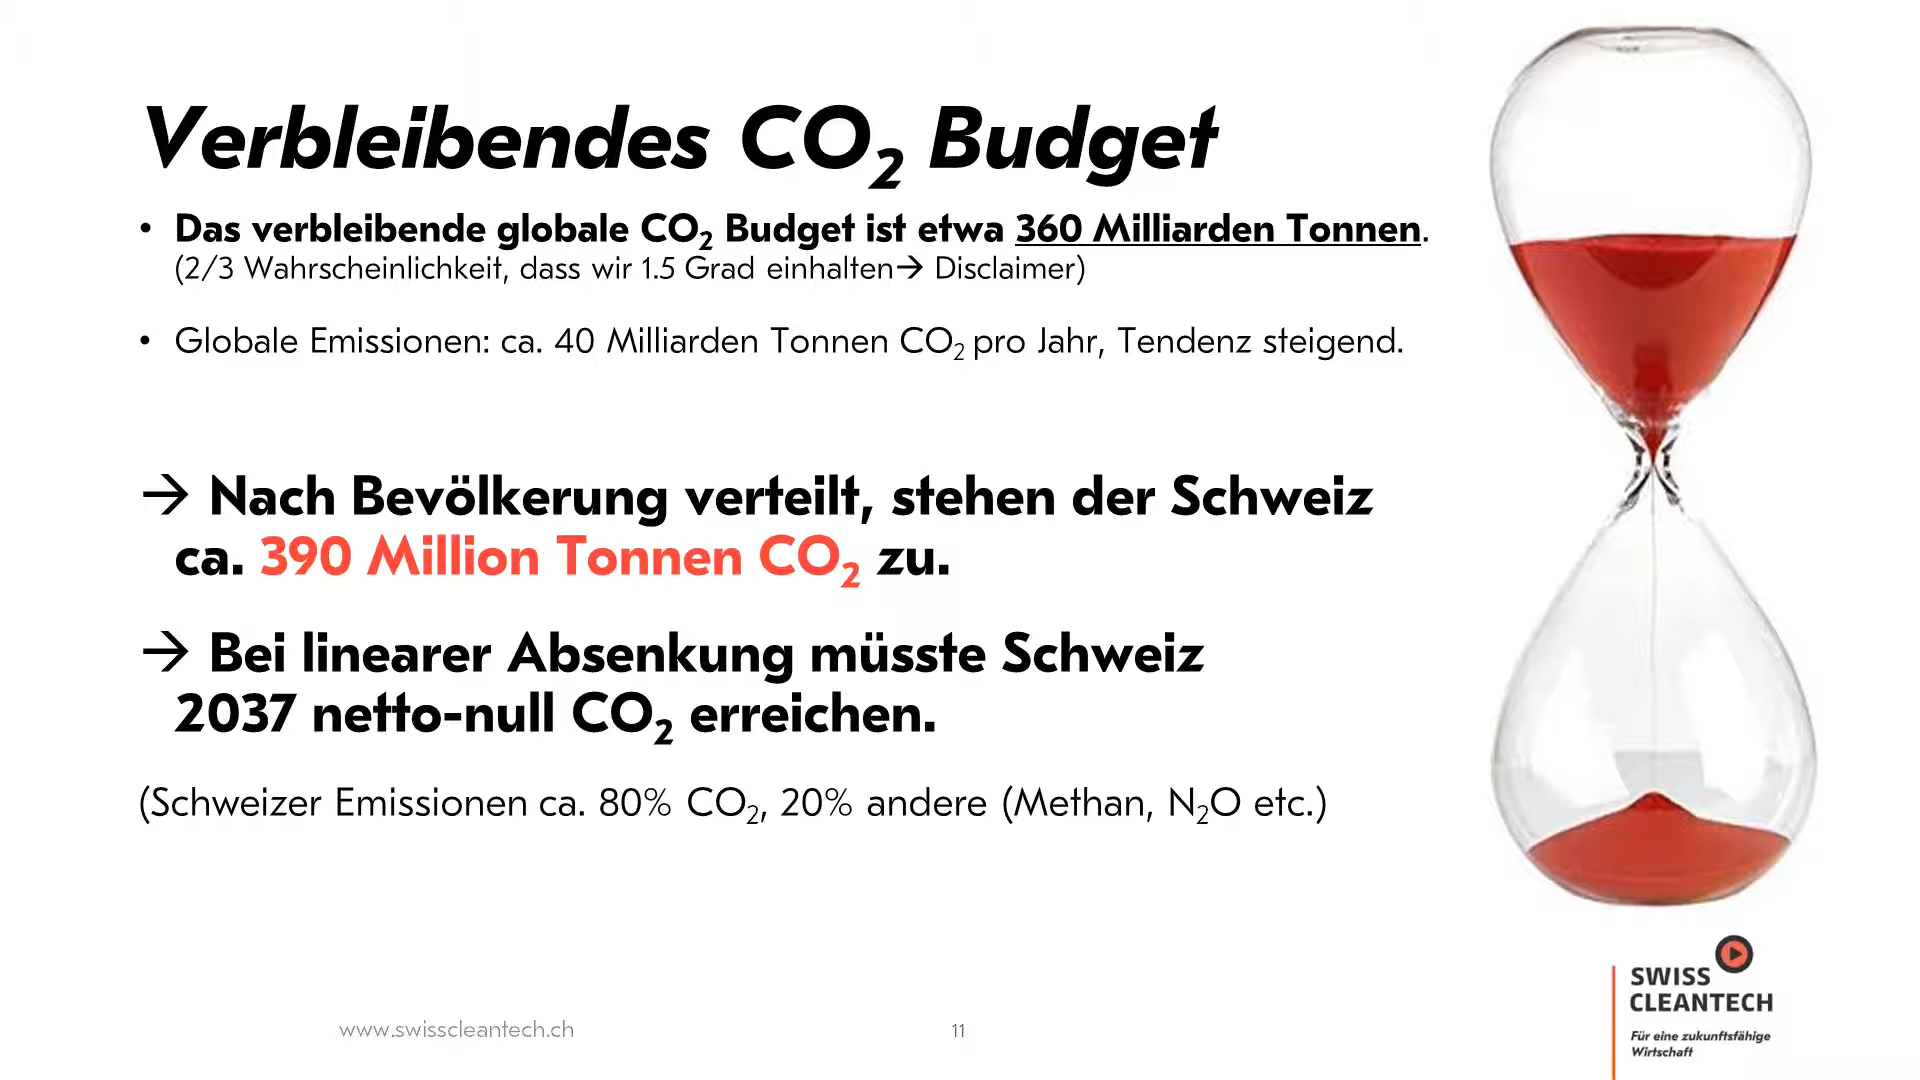 Verbleibendes CO₂ Budget
• Das verbleibende globale CO₂ Budget ist etwa 360 Milliarden Tonnen.
(2/3 Wahrscheinlichkeit, dass wir 1.5 Grad einhalten→ Disclaimer)
• Globale Emissionen: ca. 40 Milliarden Tonnen CO₂ pro Jahr, Tendenz steigend.
→ Nach Bevölkerung verteilt, stehen der Schweiz
ca. 390 Million Tonnen CO₂ zu.
→ Bei linearer Absenkung müsste Schweiz
2037 netto-null CO₂ erreichen.
(Schweizer Emissionen ca. 80% CO₂, 20% andere (Methan, N₂O etc.)
SWISS
CLEANTECH
Für eine zukunftsfähige
Wirtschaft
www.swisscleantech.ch
11